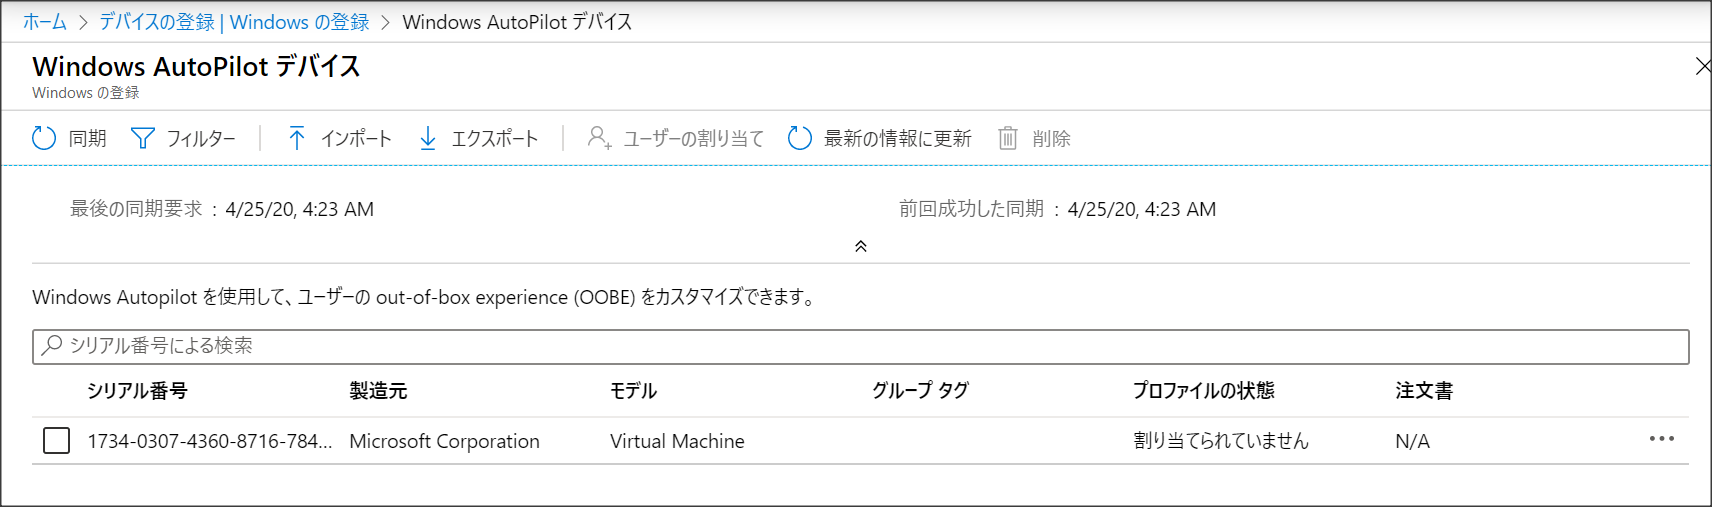 ホーム > デバイスの登録 | Windows の登録 > Windows AutoPilot デバイス
Windows AutoPilot デバイス
Windows の登録
同期 フィルター インポート エクスポート ユーザーの割り当て 最新の情報に更新 削除
最後の同期要求 : 4/25/20, 4:23 AM 前回成功した同期 : 4/25/20, 4:23 AM
Windows Autopilot を使用して、ユーザーの out-of-box experience (OOBE) をカスタマイズできます。
シリアル番号による検索
シリアル番号 製造元 モデル グループ タグ プロファイルの状態 注文書
1734-0307-4360-8716-784... Microsoft Corporation Virtual Machine 割り当てられていません N/A